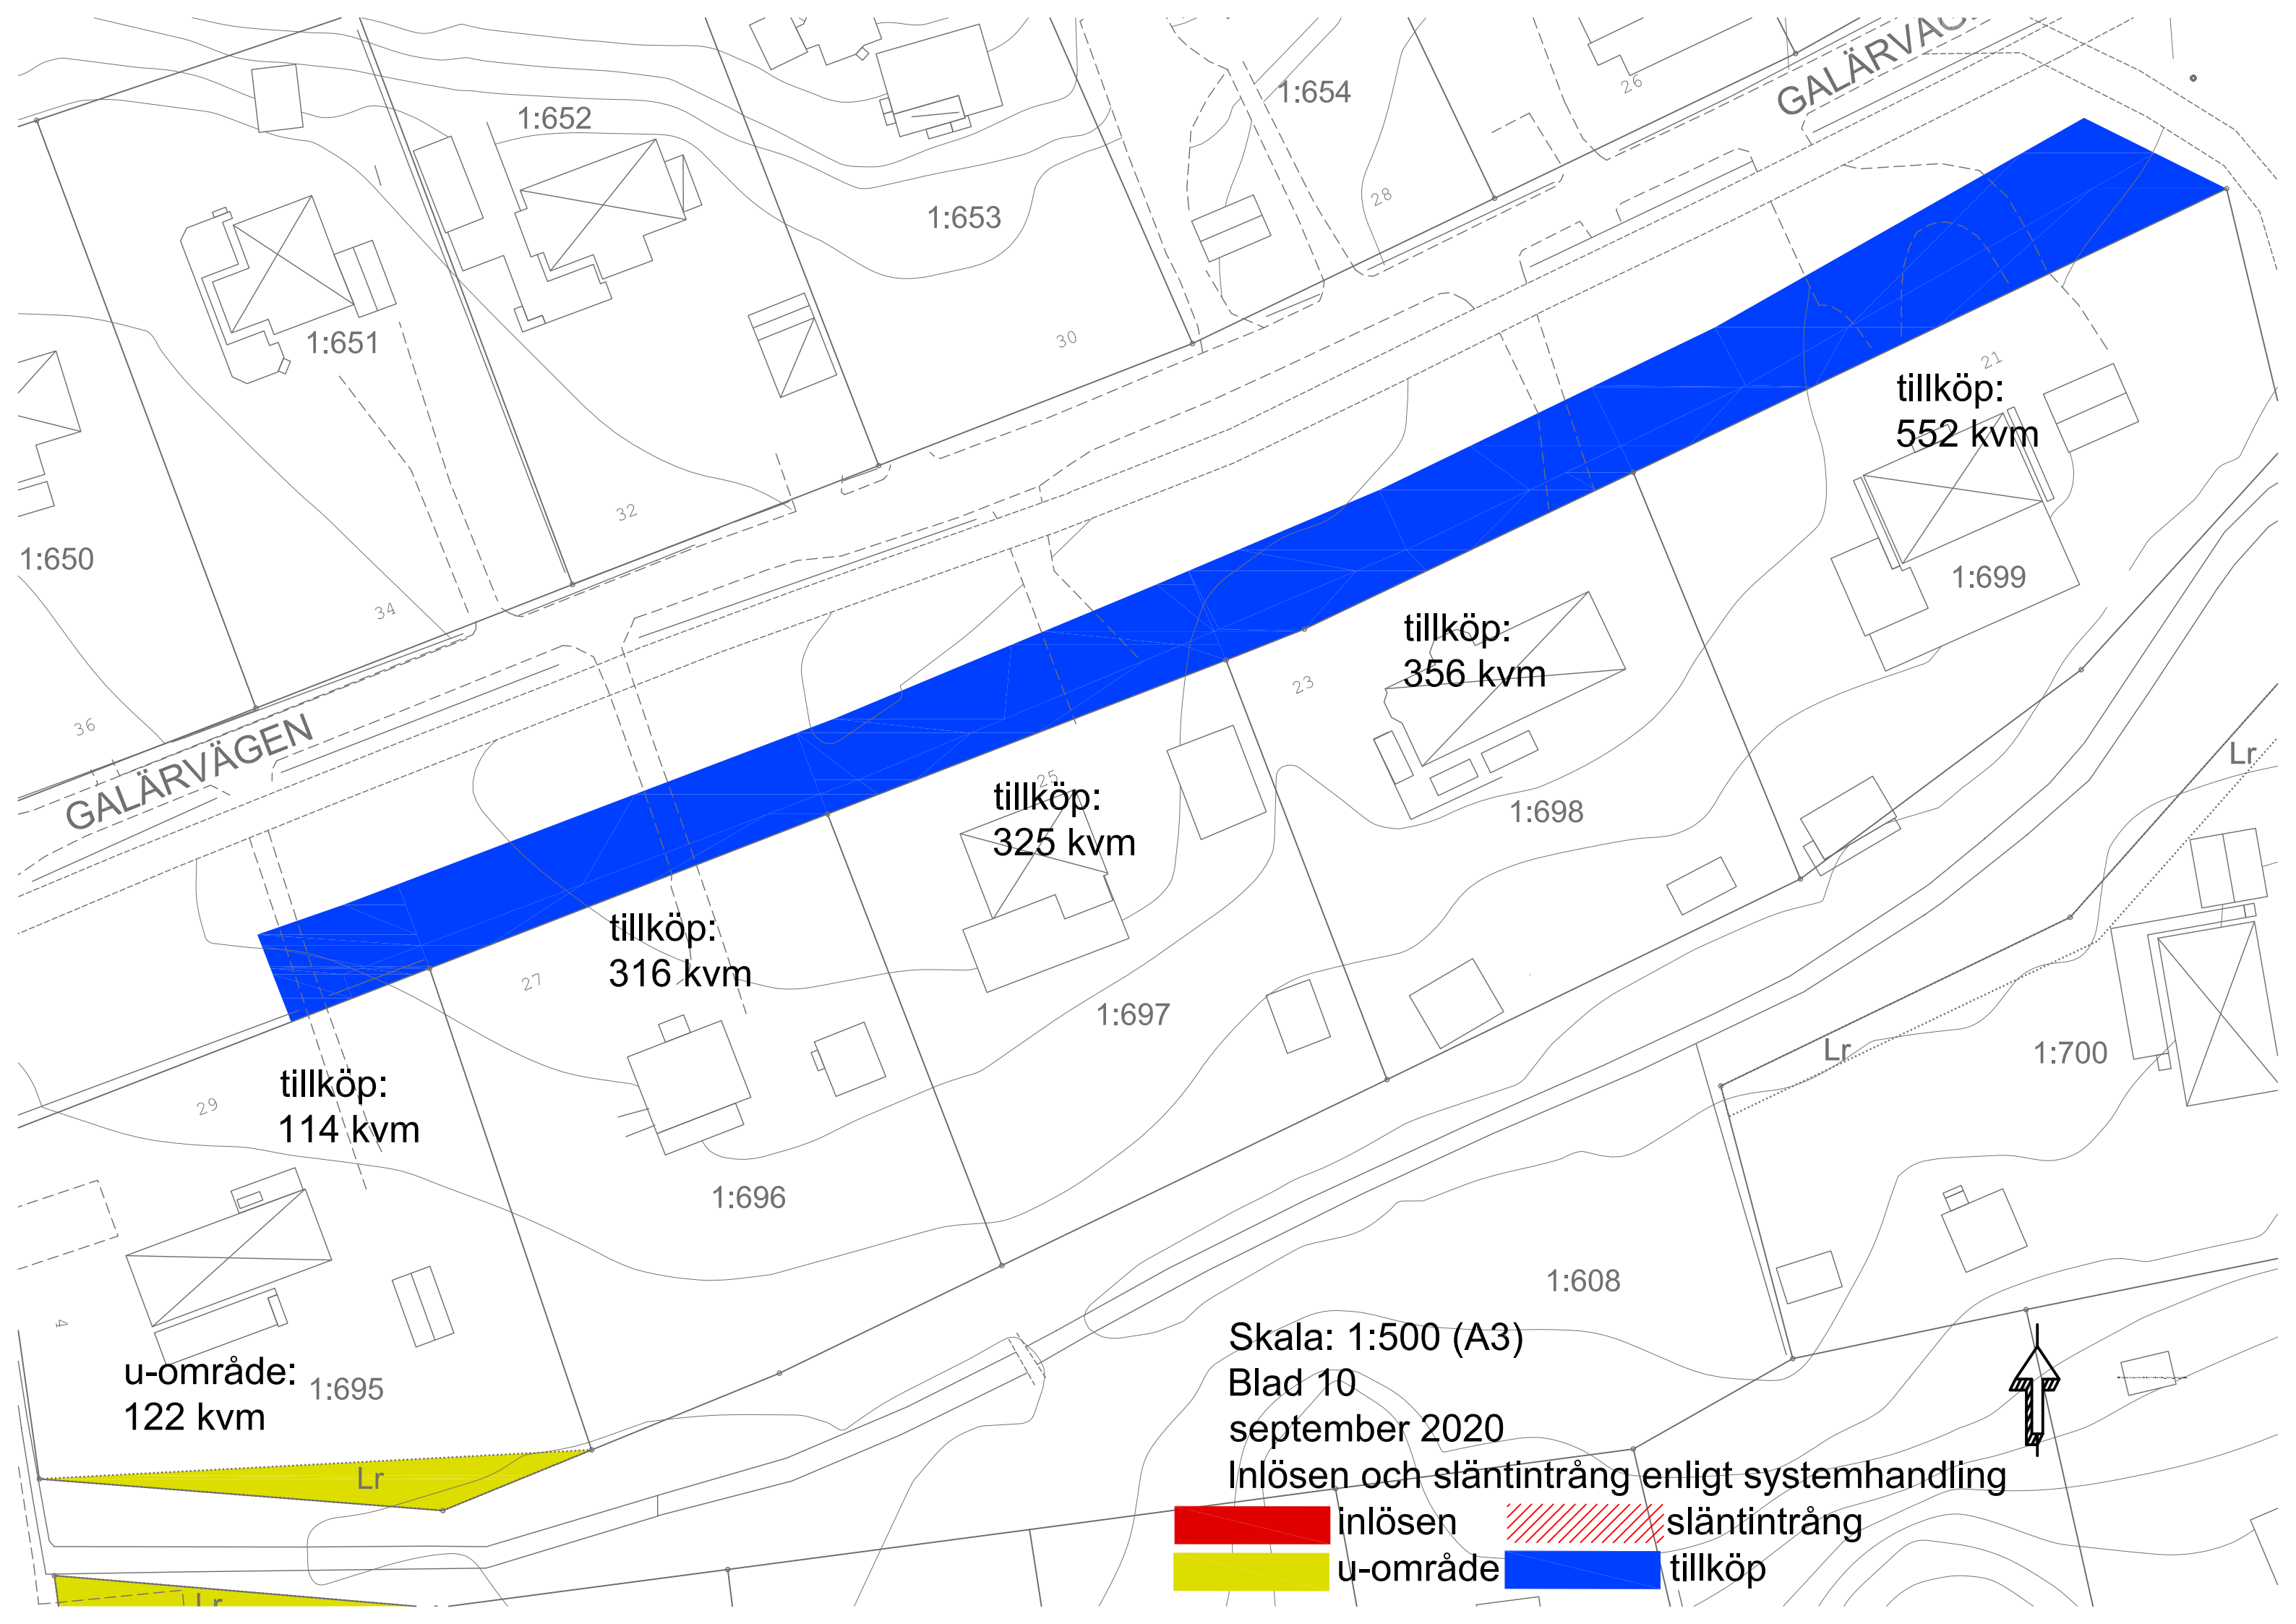 GALÄRVÄG
26
1:654
1:652
28
1:653
30
1:651
21
tillköp:
552 kvm
32
1:650
1:699
34
tillköp:
356 kvm
23
36
GALÄRVÄGEN
Lr
25
tillköp:
325 kvm
1:698
tillköp:
316 kvm
27
1:697
Lr
1:700
tillköp:
114 kvm
29
1:696
1:608
4
u-område:
122 kvm
1:695
Lr
Lr
Skala: 1:500 (A3)
Blad 10
september 2020
Inlösen och släntintrång enligt systemhandling
inlösen
släntintrång
u-område
tillköp